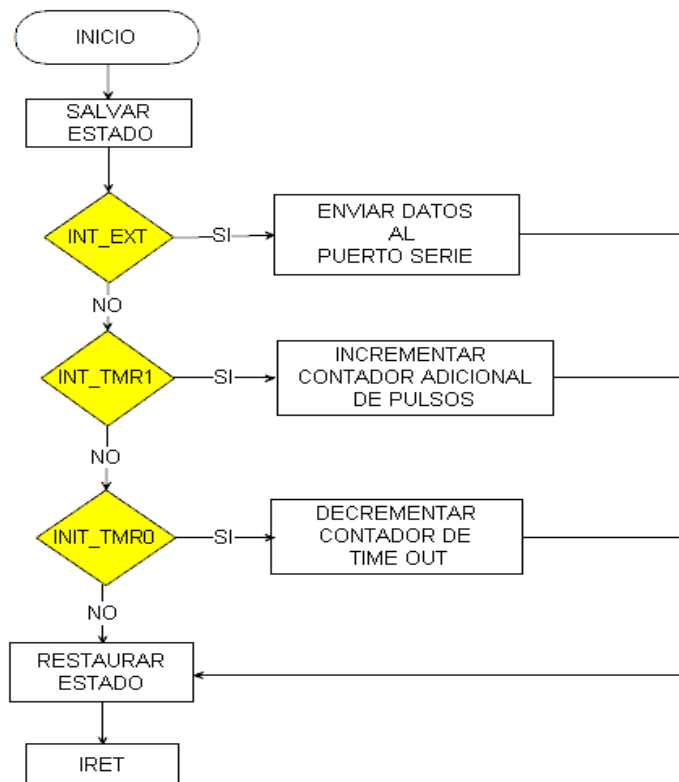 INICIO
SALVAR
ESTADO
INT_EXT
SI
ENVIAR DATOS
AL
PUERTO SERIE
NO
INT_TMR1
SI
INCREMENTAR
CONTADOR ADICIONAL
DE PULSOS
NO
INIT_TMR0
SI
DECREMENTAR
CONTADOR DE
TIME OUT
NO
RESTAURAR
ESTADO
IRET